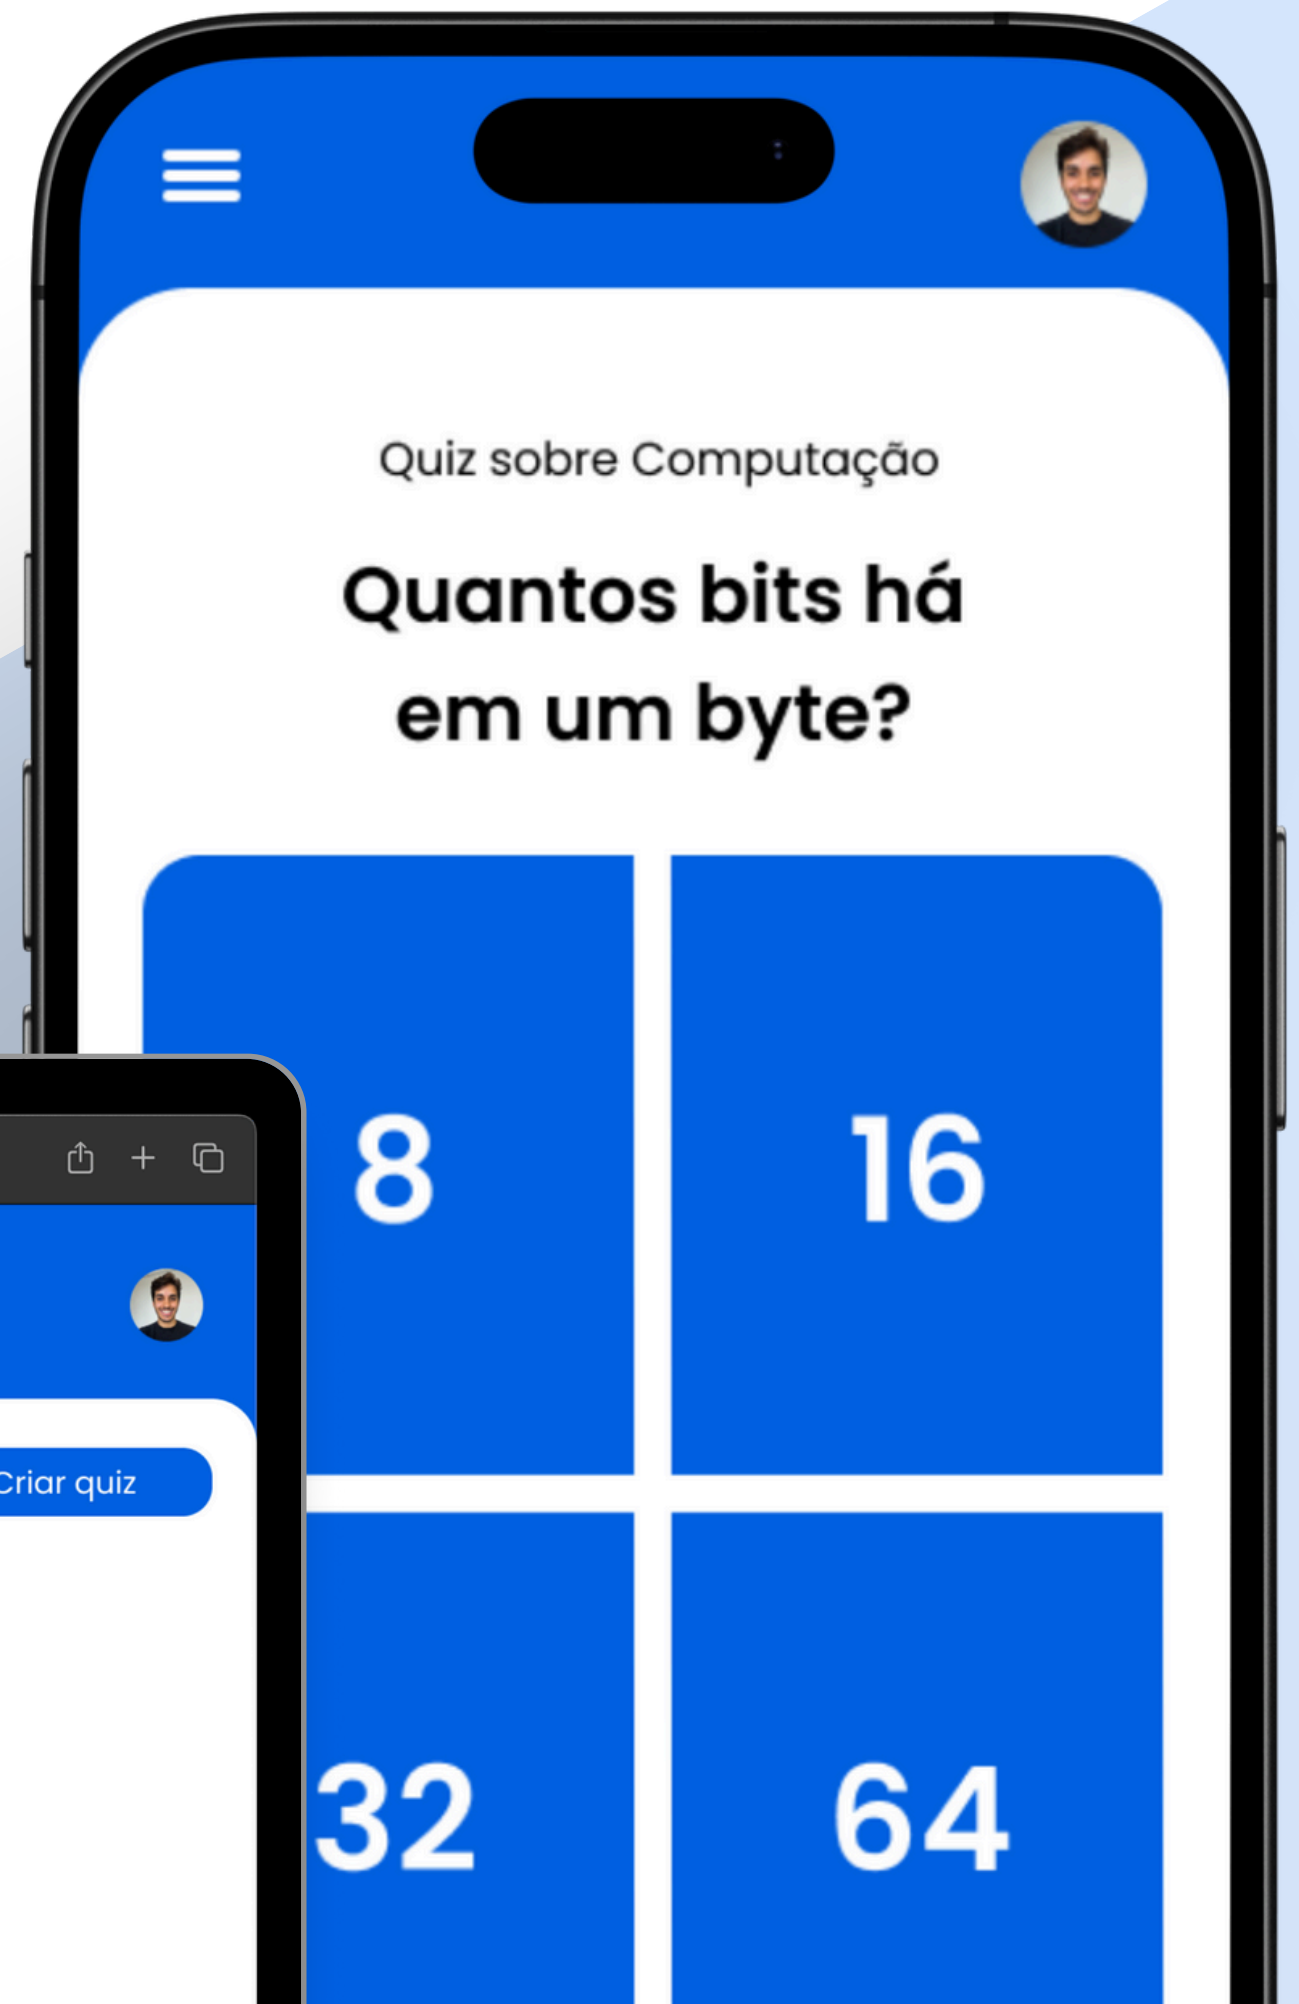 Quiz sobre Computação
Quantos bits há
em um byte?
8
16
32
64
Criar quiz